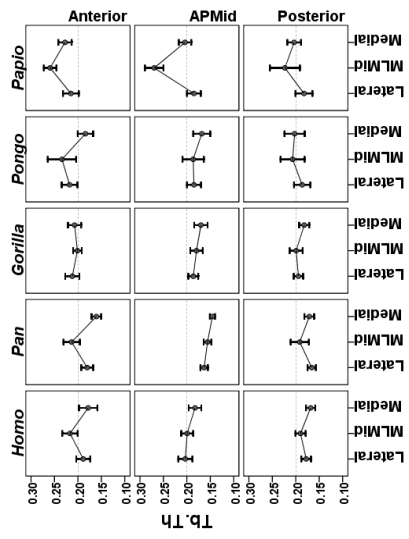 Anterior APMid Posterior
Papio
Medial
MLMid
Lateral
Pongo
Medial
MLMid
Lateral
Gorilla
Medial
MLMid
Lateral
Pan
Medial
MLMid
Lateral
Homo
Medial
MLMid
Lateral
0.30 0.25 0.20 0.15 0.10 0.30 0.25 0.20 0.15 0.10 0.30 0.25 0.20 0.15 0.10
Tb.Th